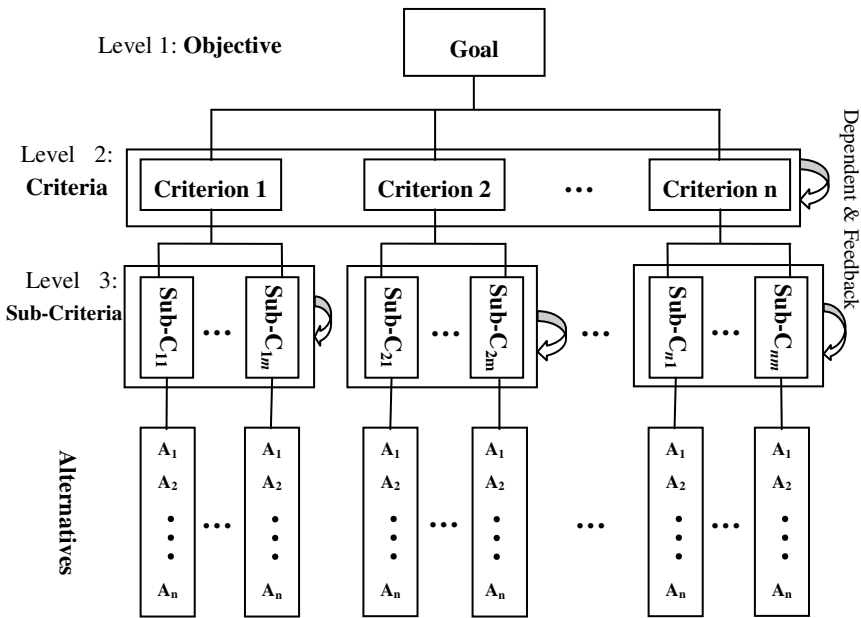 Level 1: Objective
Goal
Level 2:
Criteria
Criterion 1
Criterion 2
...
Criterion n
Dependent & Feedback
Level 3:
Sub-Criteria
Sub-C₁₁
...
Sub-C₁ₘ
Sub-C₂₁
...
Sub-C₂ₘ
...
Sub-Cₙ₁
...
Sub-Cₙₘ
Alternatives
A₁ A₁ A₁ A₁ A₁ A₁
A₂ A₂ A₂ A₂ A₂ A₂
... ... ... ... ...
Aₙ Aₙ Aₙ Aₙ Aₙ Aₙ